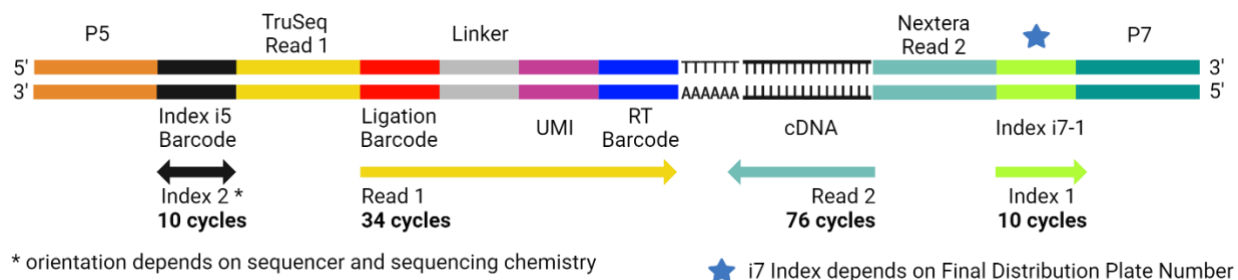 P5
TruSeq
Read 1
Linker
Nextera
Read 2
P7
5' TTTTTT 3'
3' AAAAAA 5'
Index i5
Barcode
Ligation
Barcode
UMI
RT
Barcode
cDNA
Index i7-1
Index 2 *
10 cycles
Read 1
34 cycles
Read 2
76 cycles
Index 1
10 cycles
* orientation depends on sequencer and sequencing chemistry
i7 Index depends on Final Distribution Plate Number